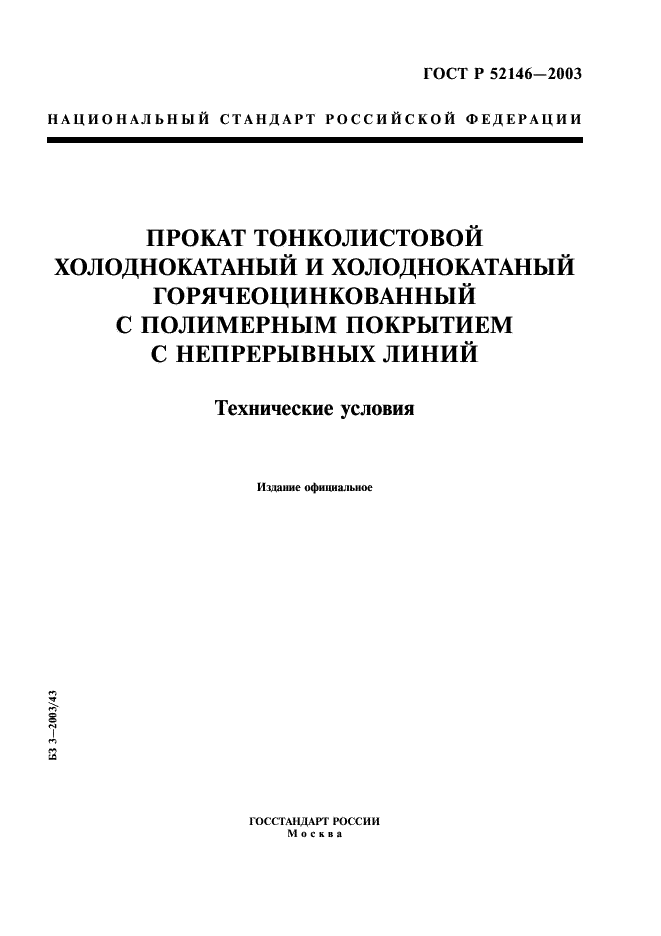 ГОСТ Р 52146—2003
НАЦИОНАЛЬНЫЙ СТАНДАРТ РОССИЙСКОЙ ФЕДЕРАЦИИ
ПРОКАТ ТОНКОЛИСТОВОЙ
ХОЛОДНОКАТАНЫЙ И ХОЛОДНОКАТАНЫЙ
ГОРЯЧЕОЦИНКОВАННЫЙ
С ПОЛИМЕРНЫМ ПОКРЫТИЕМ
С НЕПРЕРЫВНЫХ ЛИНИЙ
Технические условия
Издание официальное
БЗ 3—2003/43
ГОССТАНДАРТ РОССИИ
Москва